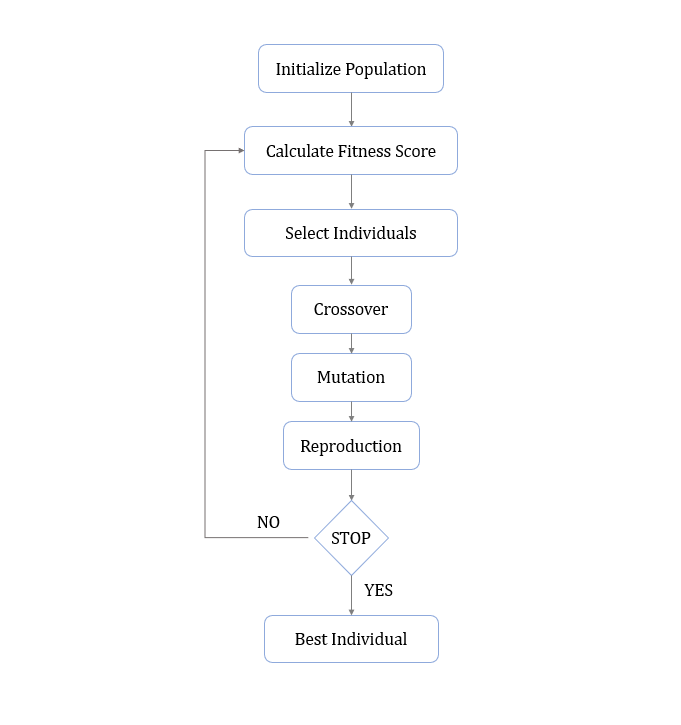 Initialize Population
Calculate Fitness Score
Select Individuals
Crossover
Mutation
Reproduction
NO
STOP
YES
Best Individual